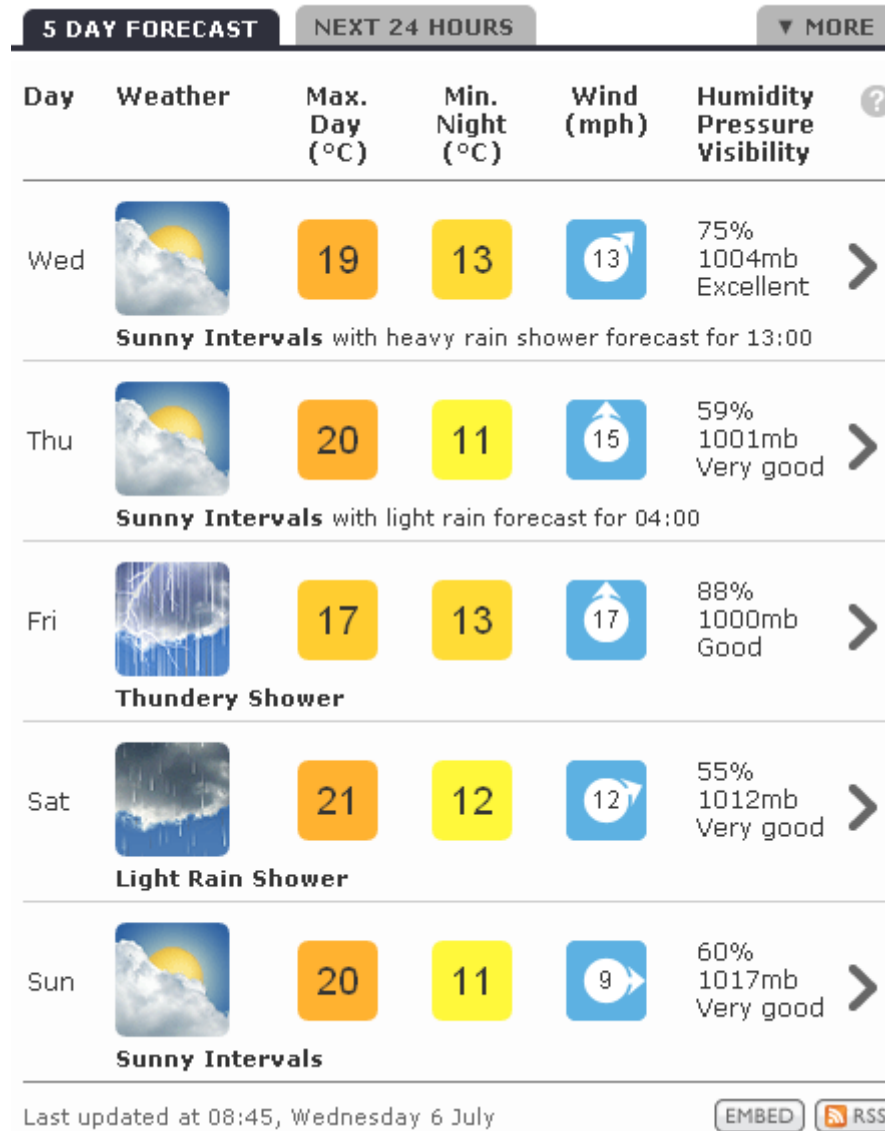 5 DAY FORECAST NEXT 24 HOURS ▼ MORE
Day Weather Max. Day (°C) Min. Night (°C) Wind (mph) Humidity Pressure Visibility ?
Wed 19 13 13 75% 1004mb Excellent
Sunny Intervals with heavy rain shower forecast for 13:00
Thu 20 11 15 59% 1001mb Very good
Sunny Intervals with light rain forecast for 04:00
Fri 17 13 17 88% 1000mb Good
Thundery Shower
Sat 21 12 12 55% 1012mb Very good
Light Rain Shower
Sun 20 11 9 60% 1017mb Very good
Sunny Intervals
Last updated at 08:45, Wednesday 6 July EMBED RSS